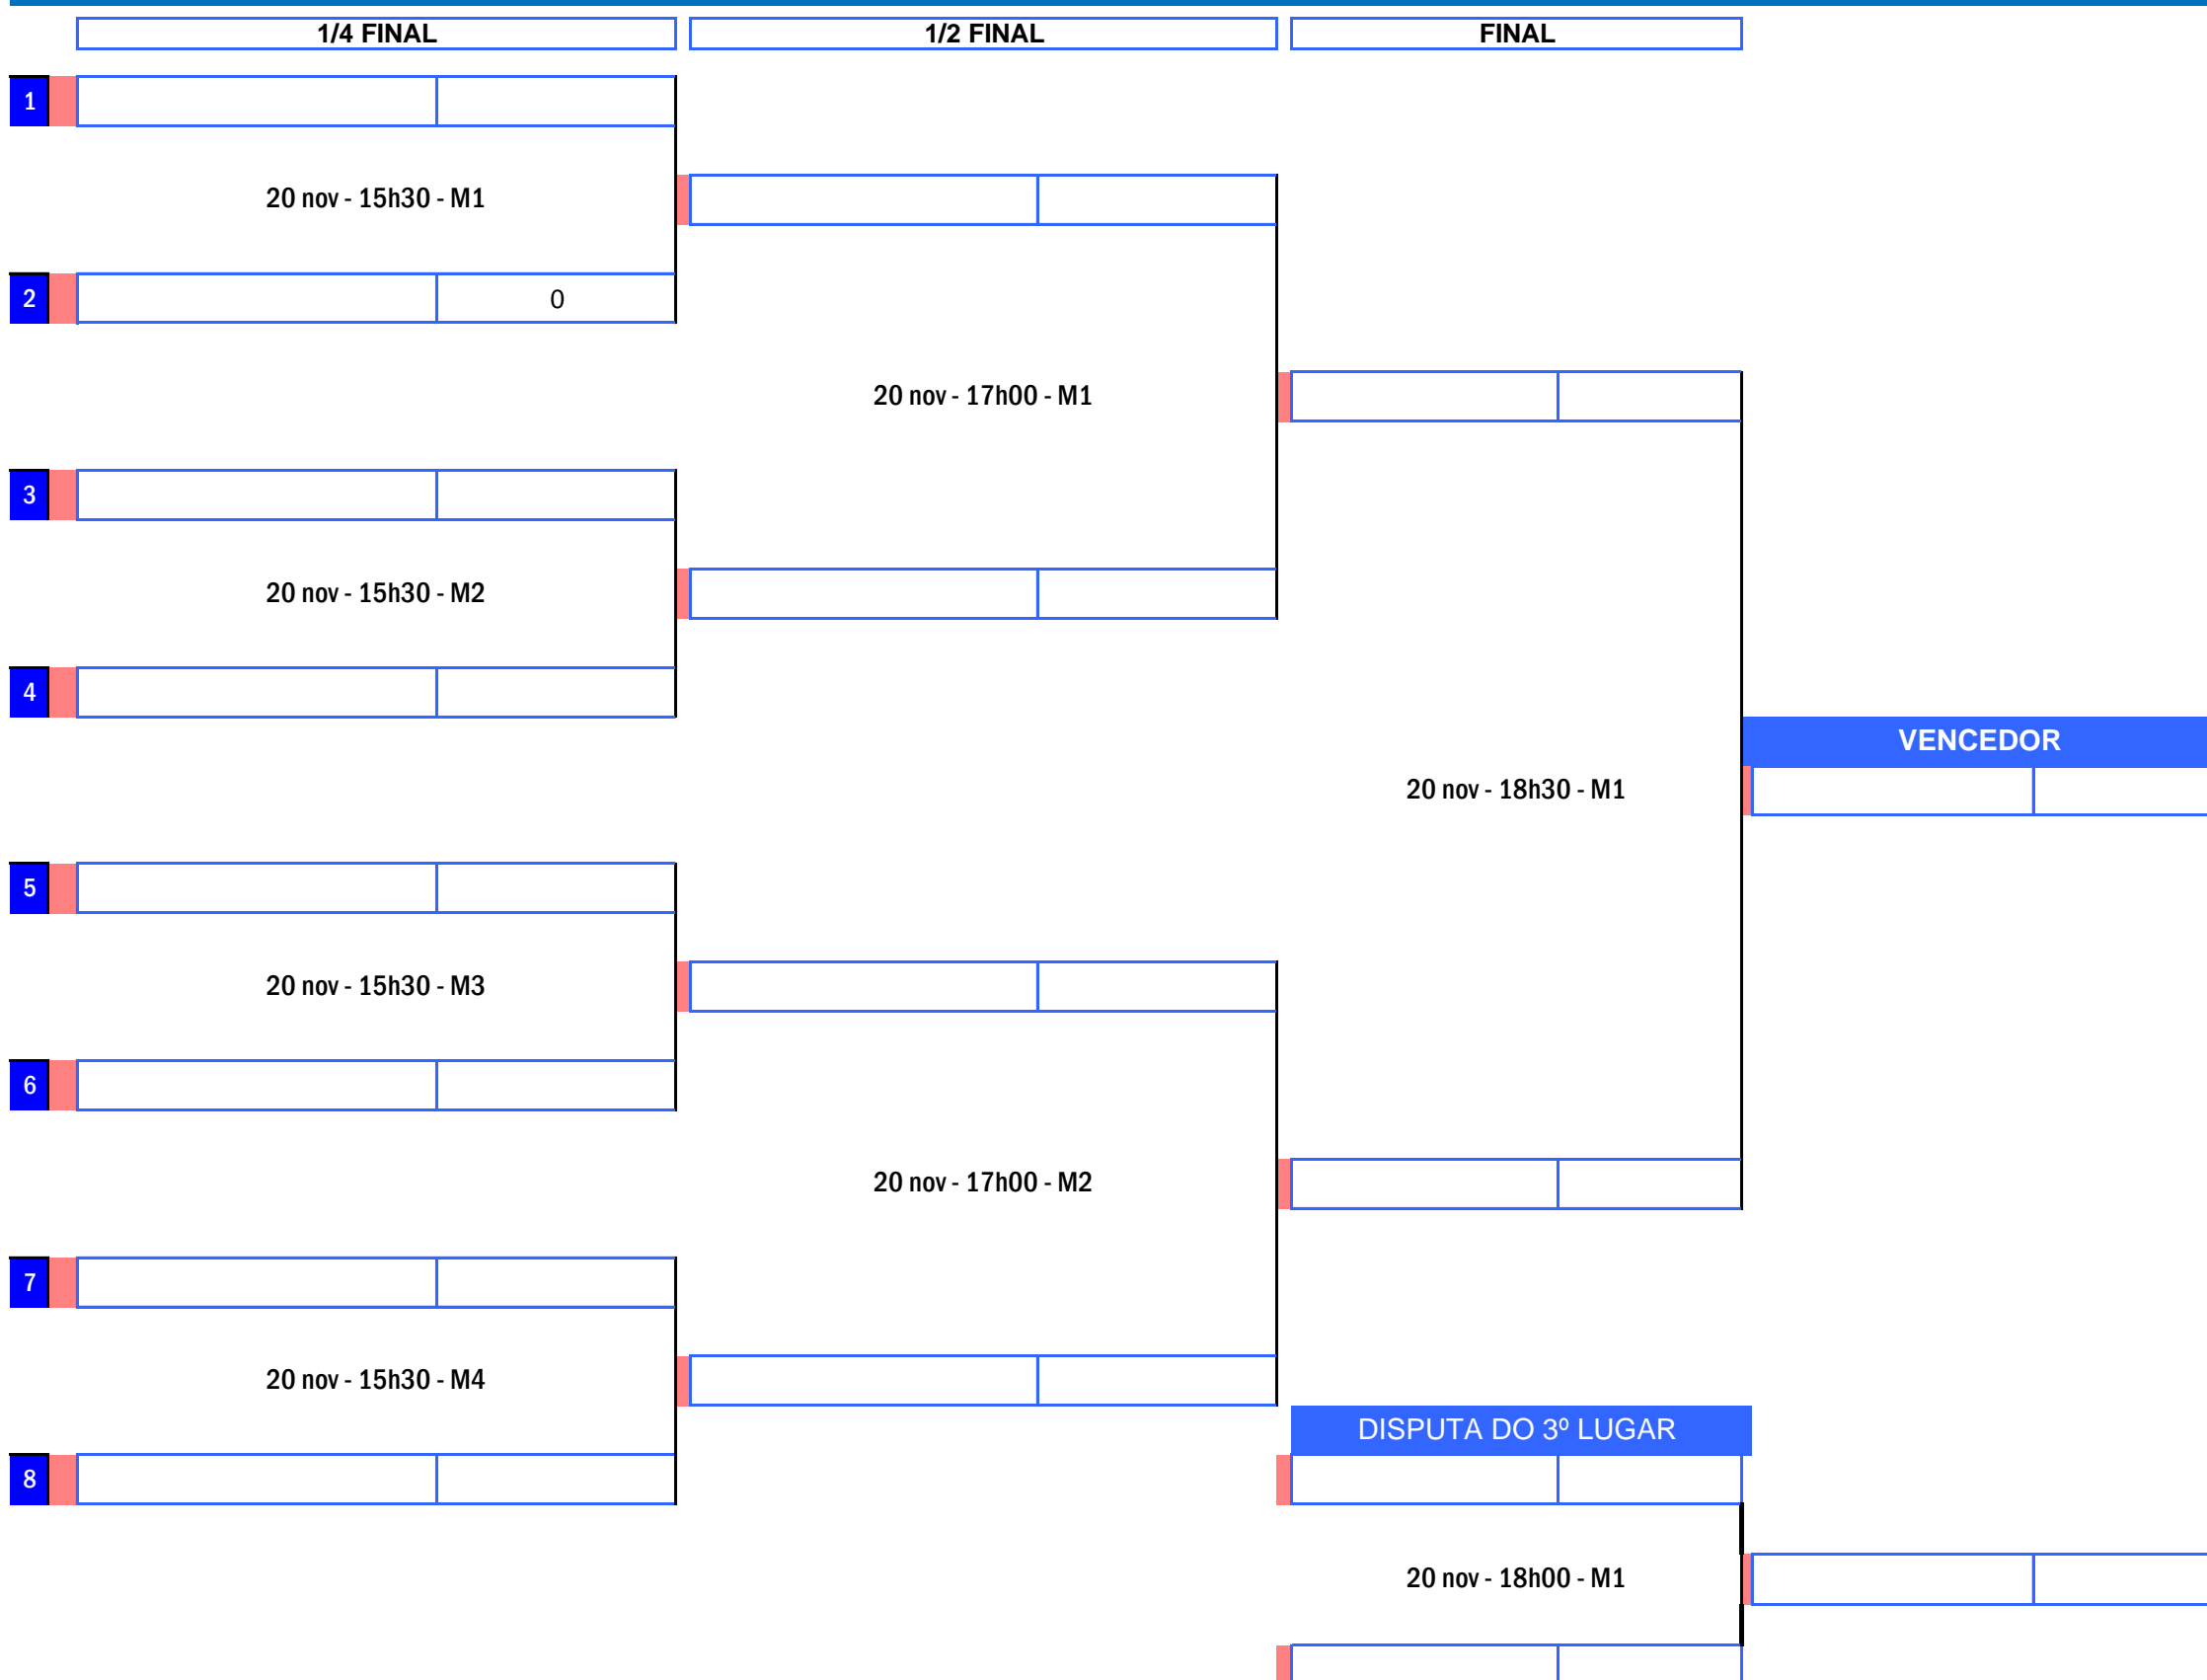 1/4 FINAL 1/2 FINAL FINAL
1
20 nov - 15h30 - M1
2 0
20 nov - 17h00 - M1
3
20 nov - 15h30 - M2
4
VENCEDOR
20 nov - 18h30 - M1
5
20 nov - 15h30 - M3
6
20 nov - 17h00 - M2
7
20 nov - 15h30 - M4
DISPUTA DO 3º LUGAR
8
20 nov - 18h00 - M1